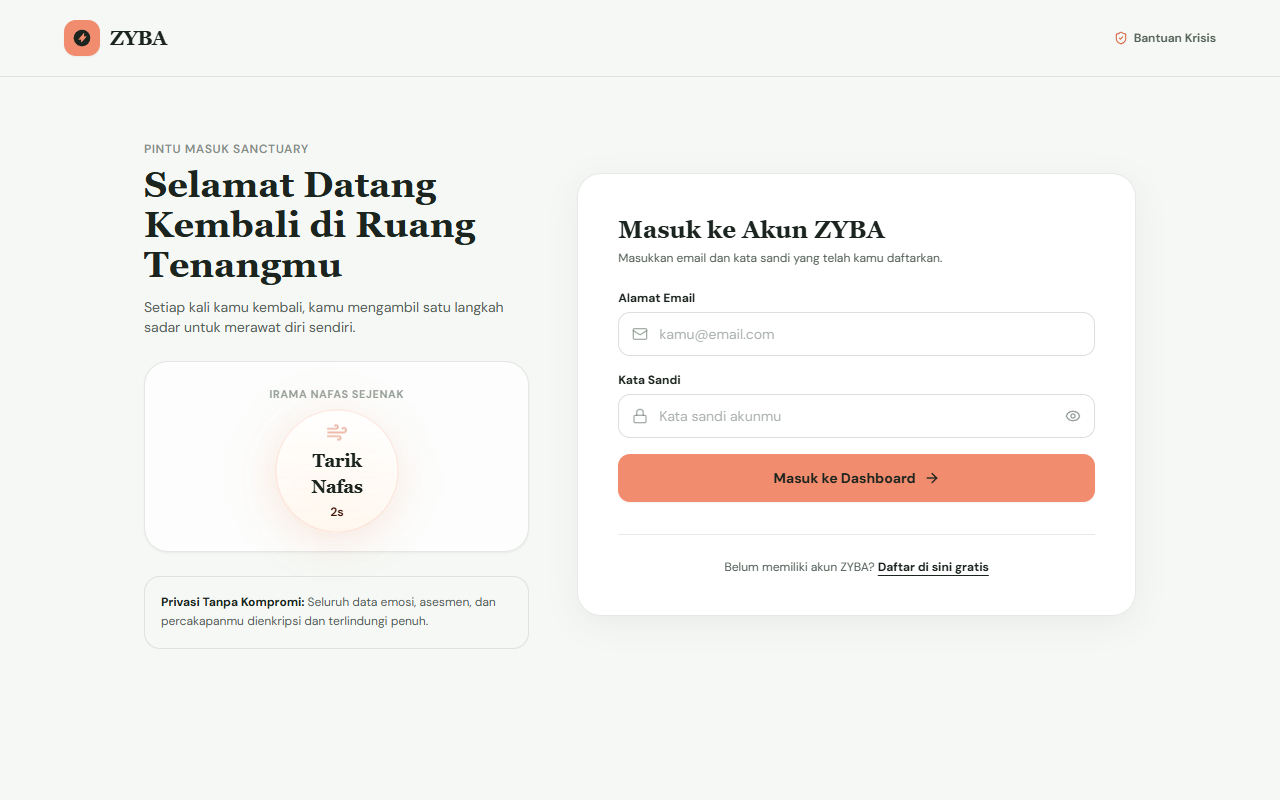 ZYBA
Bantuan Krisis
PINTU MASUK SANCTUARY
Selamat Datang
Kembali di Ruang
Tenangmu
Setiap kali kamu kembali, kamu mengambil satu langkah
sadar untuk merawat diri sendiri.
IRAMA NAFAS SEJENAK
Tarik
Nafas
2s
Privasi Tanpa Kompromi: Seluruh data emosi, asesmen, dan
percakapanmu dienkripsi dan terlindungi penuh.
Masuk ke Akun ZYBA
Masukkan email dan kata sandi yang telah kamu daftarkan.
Alamat Email
kamu@email.com
Kata Sandi
Kata sandi akunmu
Masuk ke Dashboard
Belum memiliki akun ZYBA? Daftar di sini gratis